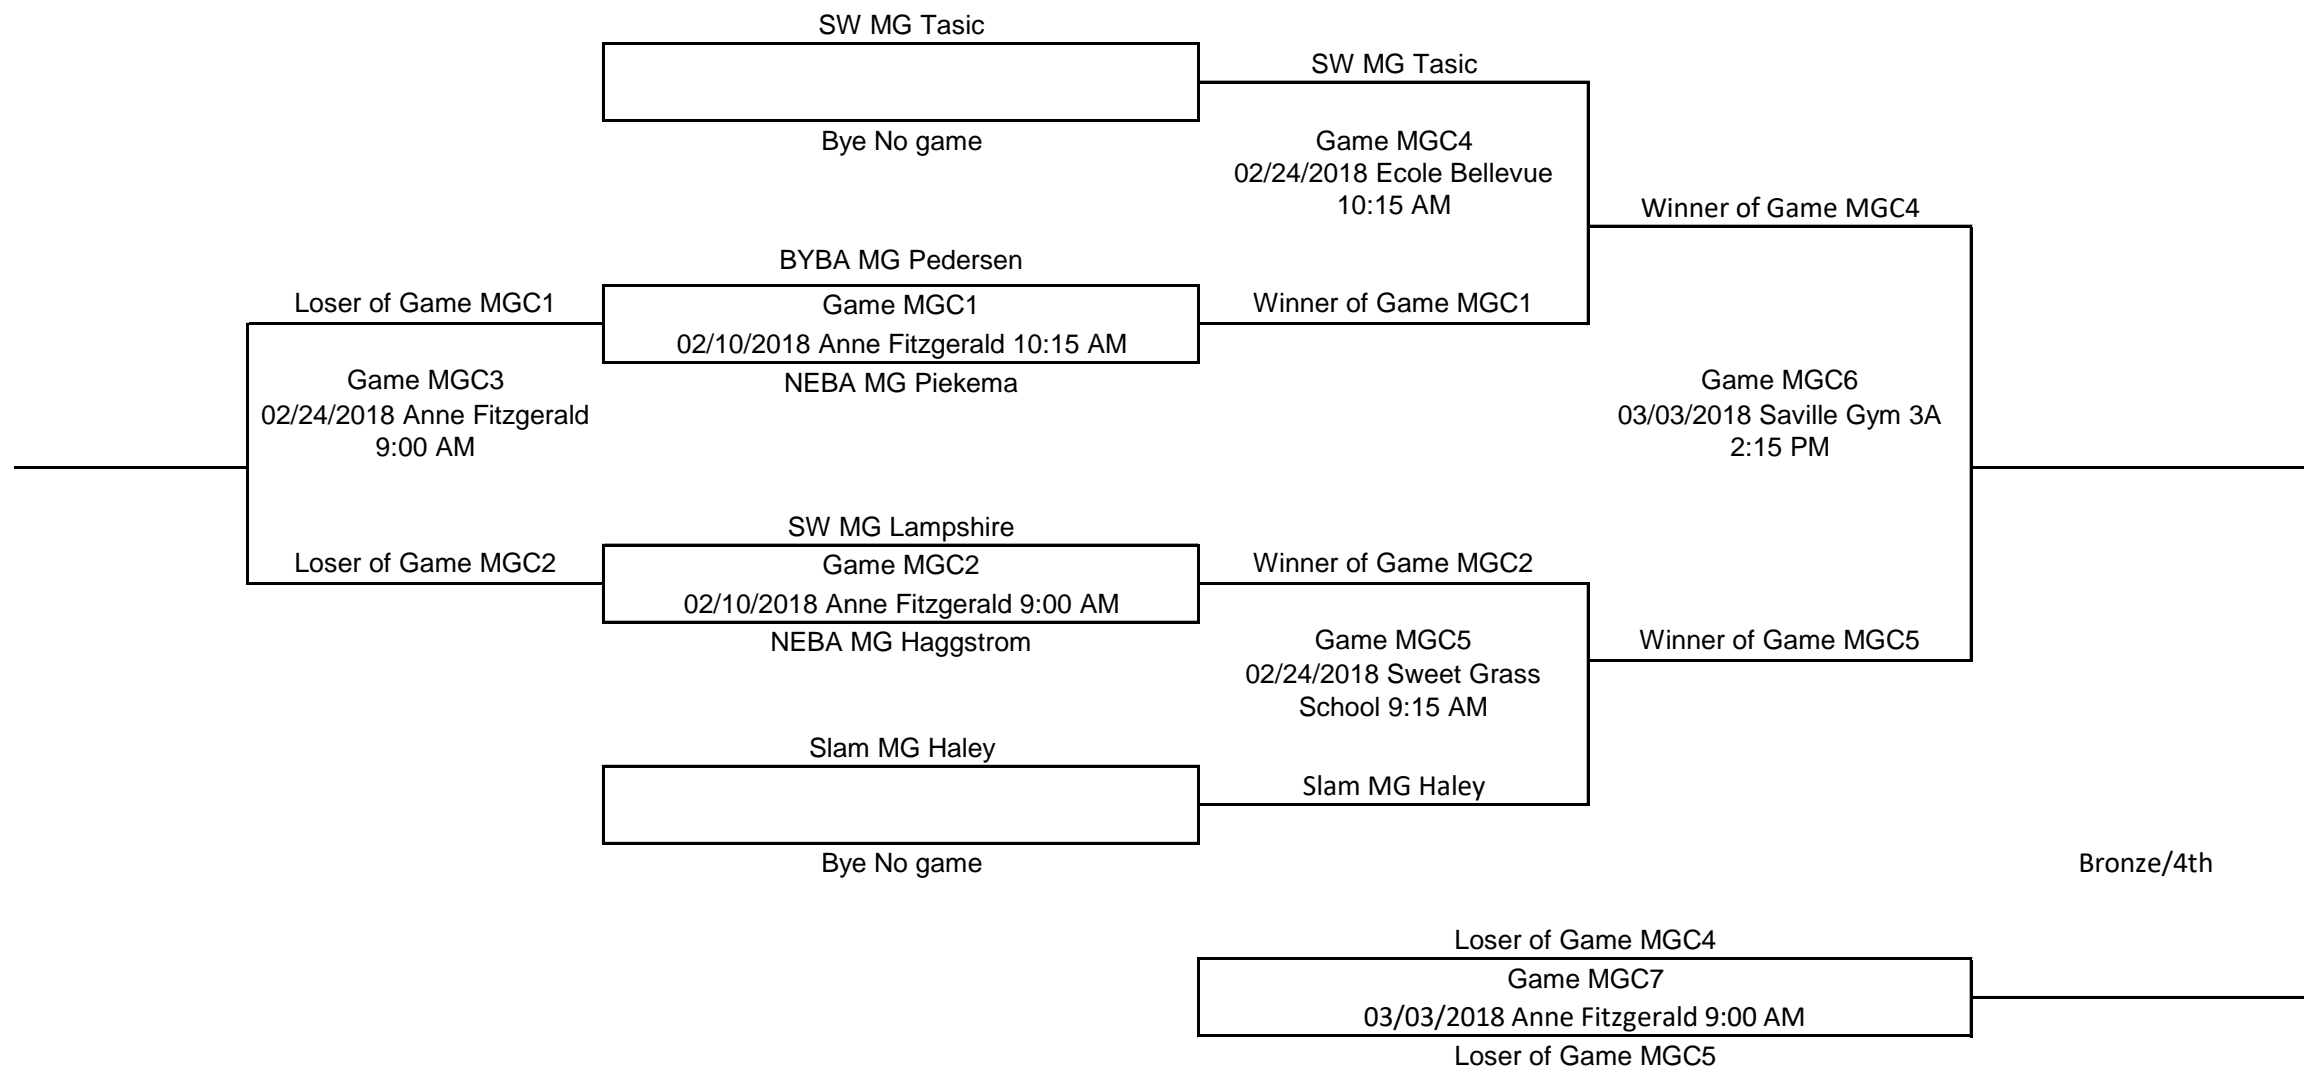 SW MG Tasic
SW MG Tasic
Bye No game
Game MGC4
02/24/2018 Ecole Bellevue
10:15 AM
Winner of Game MGC4
BYBA MG Pedersen
Loser of Game MGC1
Game MGC1
Winner of Game MGC1
02/10/2018 Anne Fitzgerald 10:15 AM
Game MGC3
02/24/2018 Anne Fitzgerald
9:00 AM
NEBA MG Piekema
Game MGC6
03/03/2018 Saville Gym 3A
2:15 PM
SW MG Lampshire
Loser of Game MGC2
Game MGC2
Winner of Game MGC2
02/10/2018 Anne Fitzgerald 9:00 AM
NEBA MG Haggstrom
Game MGC5
02/24/2018 Sweet Grass
School 9:15 AM
Winner of Game MGC5
Slam MG Haley
Slam MG Haley
Bye No game
Bronze/4th
Loser of Game MGC4
Game MGC7
03/03/2018 Anne Fitzgerald 9:00 AM
Loser of Game MGC5